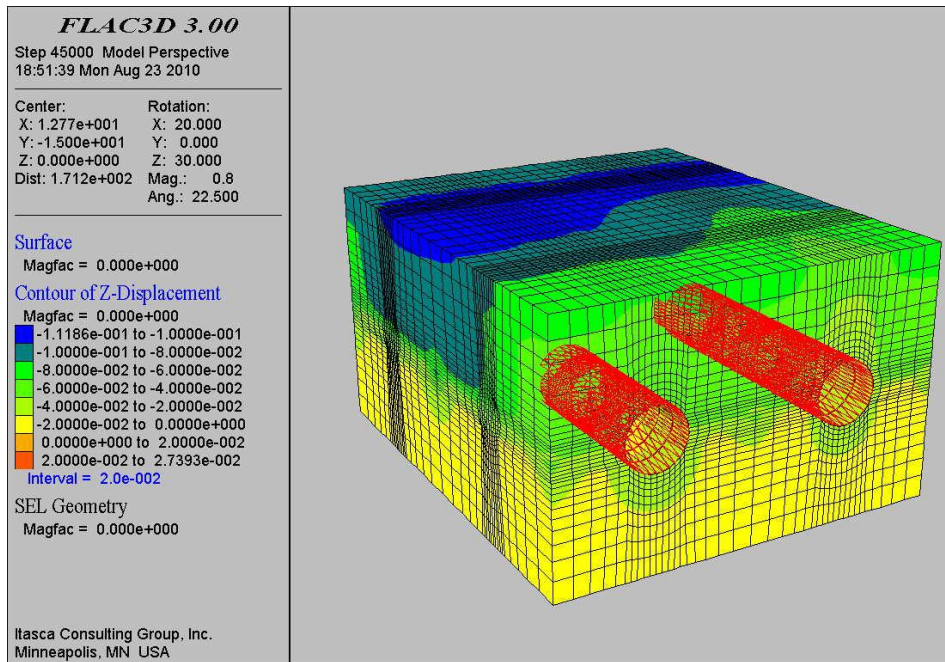 FLAC3D 3.00
Step 45000 Model Perspective
18:51:39 Mon Aug 23 2010
Center: Rotation:
X: 1.277e+001 X: 20.000
Y: -1.500e+001 Y: 0.000
Z: 0.000e+000 Z: 30.000
Dist: 1.712e+002 Mag.: 0.8
Ang.: 22.500
Surface
Magfac = 0.000e+000
Contour of Z-Displacement
Magfac = 0.000e+000
-1.1186e-001 to -1.0000e-001
-1.0000e-001 to -8.0000e-002
-8.0000e-002 to -6.0000e-002
-6.0000e-002 to -4.0000e-002
-4.0000e-002 to -2.0000e-002
-2.0000e-002 to 0.0000e+000
0.0000e+000 to 2.0000e-002
2.0000e-002 to 2.7393e-002
Interval = 2.0e-002
SEL Geometry
Magfac = 0.000e+000
Itasca Consulting Group, Inc.
Minneapolis, MN USA